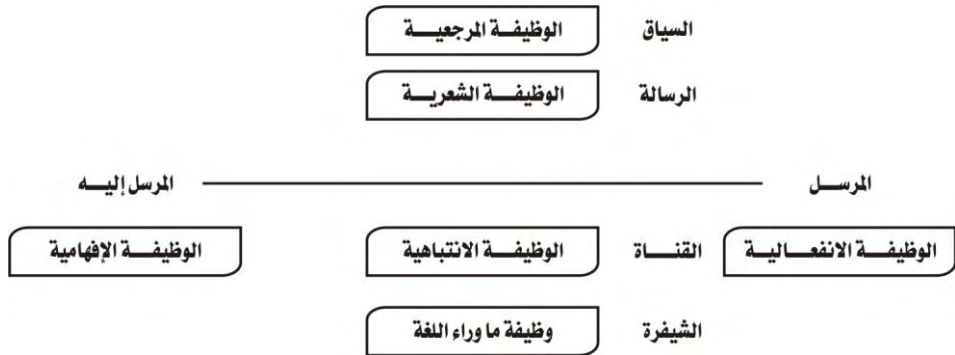 السياق الوظيفة المرجعية
الرسالة الوظيفة الشعرية
المرسل المرسل إليه
الوظيفة الانفعالية القناة الوظيفة الانتباهية الوظيفة الإفهامية
الشيفرة وظيفة ما وراء اللغة